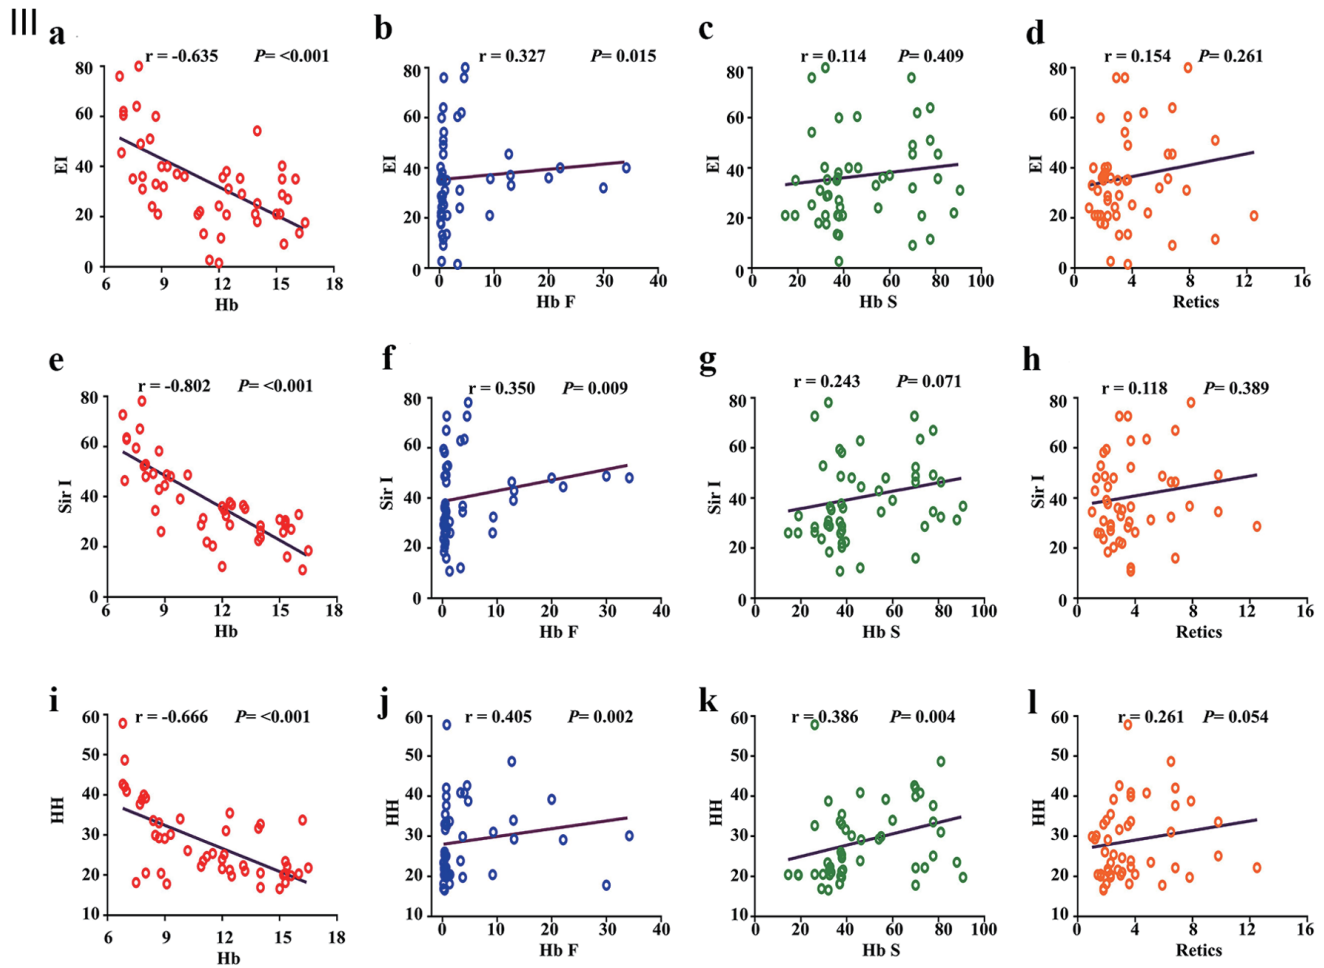 III
a
r = -0.635 P= <0.001
80
60
40
20
0
EI
6 9 12 15 18
Hb
b
r = 0.327 P= 0.015
80
60
40
20
0
EI
0 10 20 30 40
Hb F
c
r = 0.114 P= 0.409
80
60
40
20
0
EI
0 20 40 60 80 100
Hb S
d
r = 0.154 P= 0.261
80
60
40
20
0
EI
0 4 8 12 16
Retics
e
r = -0.802 P= <0.001
80
60
40
20
0
Sir I
6 9 12 15 18
Hb
f
r = 0.350 P= 0.009
80
60
40
20
0
Sir I
0 10 20 30 40
Hb F
g
r = 0.243 P= 0.071
80
60
40
20
0
Sir I
0 20 40 60 80 100
Hb S
h
r = 0.118 P= 0.389
80
60
40
20
0
Sir I
0 4 8 12 16
Retics
i
r = -0.666 P= <0.001
60
50
40
30
20
10
HH
6 9 12 15 18
Hb
j
r = 0.405 P= 0.002
60
50
40
30
20
10
HH
0 10 20 30 40
Hb F
k
r = 0.386 P= 0.004
60
50
40
30
20
10
HH
0 20 40 60 80 100
Hb S
l
r = 0.261 P= 0.054
60
50
40
30
20
10
HH
0 4 8 12 16
Retics